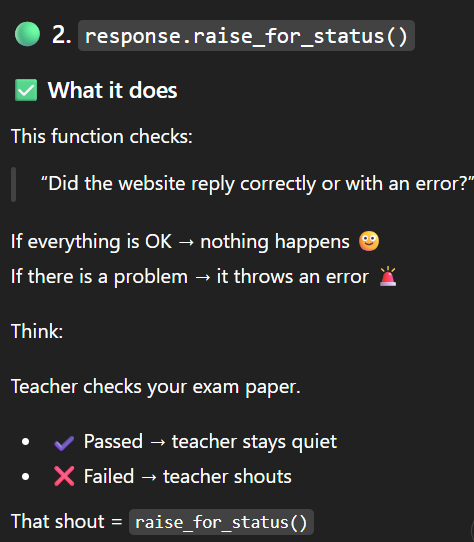 🟢 2. response.raise_for_status()
✅ What it does
This function checks:
“Did the website reply correctly or with an error?”
If everything is OK → nothing happens 🙂
If there is a problem → it throws an error 🚨
Think:
Teacher checks your exam paper.
• ✔️ Passed → teacher stays quiet
• ❌ Failed → teacher shouts
That shout = raise_for_status()